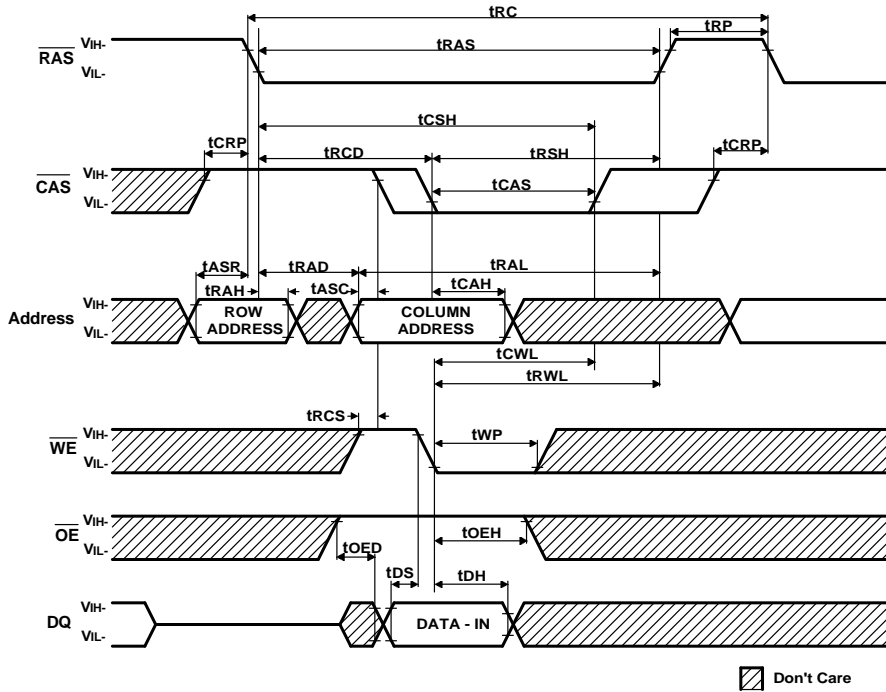 tRC
tRP
VIH-
RAS
tRAS
VIL-
tCSH
tCRP
tRCD
tRSH
tCRP
VIH-
CAS
tCAS
VIL-
tASR
tRAD
tRAL
tRAH
tASC
tCAH
VIH-
Address
ROW
ADDRESS
COLUMN
ADDRESS
VIL-
tCWL
tRWL
tRCS
VIH-
WE
tWP
VIL-
VIH-
OE
VIL-
tOED
tOEH
tDS
tDH
VIH-
DQ
DATA - IN
VIL-
Don't Care